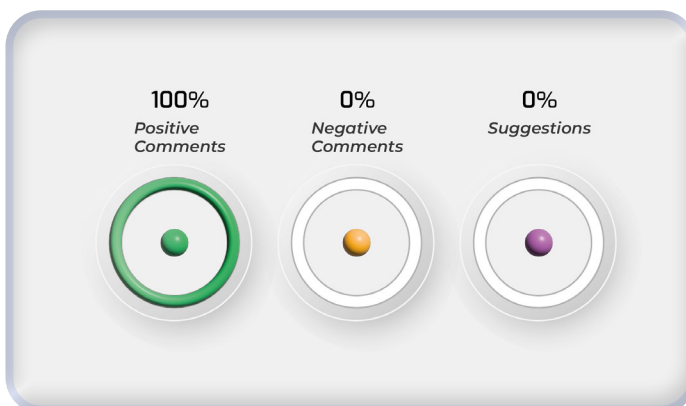 100%
Positive
Comments
0%
Negative
Comments
0%
Suggestions